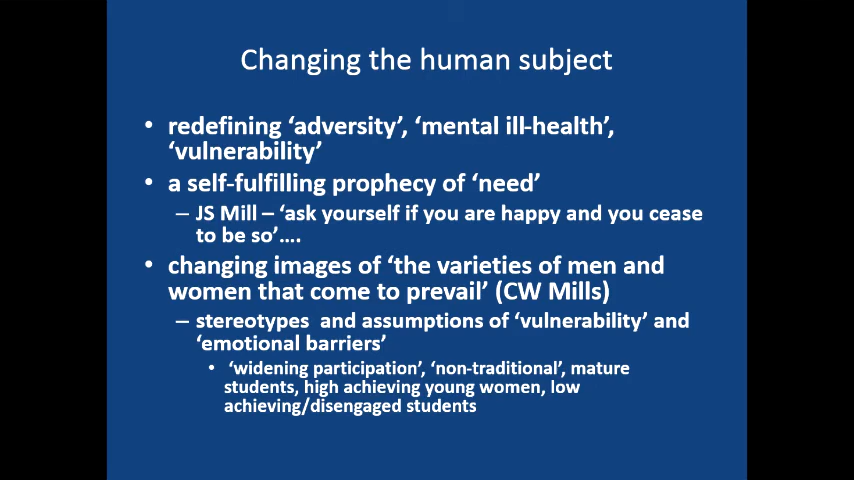 Changing the human subject
• redefining ‘adversity’, ‘mental ill-health’,
‘vulnerability’
• a self-fulfilling prophecy of ‘need’
– JS Mill – ‘ask yourself if you are happy and you cease
to be so’....
• changing images of ‘the varieties of men and
women that come to prevail’ (CW Mills)
– stereotypes and assumptions of ‘vulnerability’ and
‘emotional barriers’
• ‘widening participation’, ‘non-traditional’, mature
students, high achieving young women, low
achieving/disengaged students